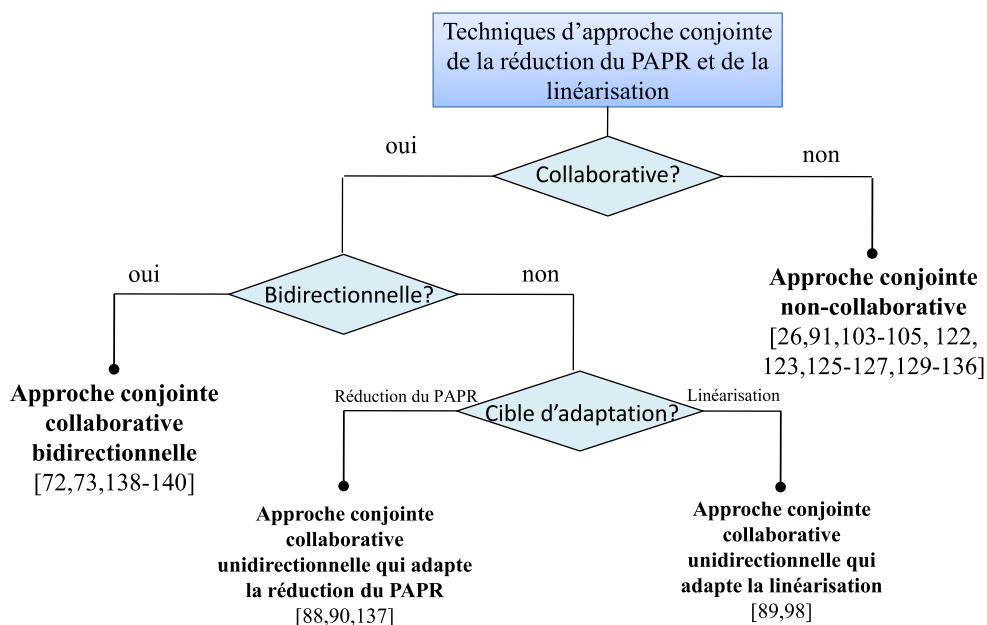 Techniques d'approche conjointe
de la réduction du PAPR et de la
linéarisation
oui
Collaborative?
non
oui
Bidirectionnelle?
non
Approche conjointe
non-collaborative
[26,91,103-105, 122,
123,125-127,129-136]
Approche conjointe
collaborative
bidirectionnelle
[72,73,138-140]
Réduction du PAPR
Cible d'adaptation?
Linéarisation
Approche conjointe
collaborative
unidirectionnelle qui adapte
la réduction du PAPR
[88,90,137]
Approche conjointe
collaborative
unidirectionnelle qui
adapte la linéarisation
[89,98]